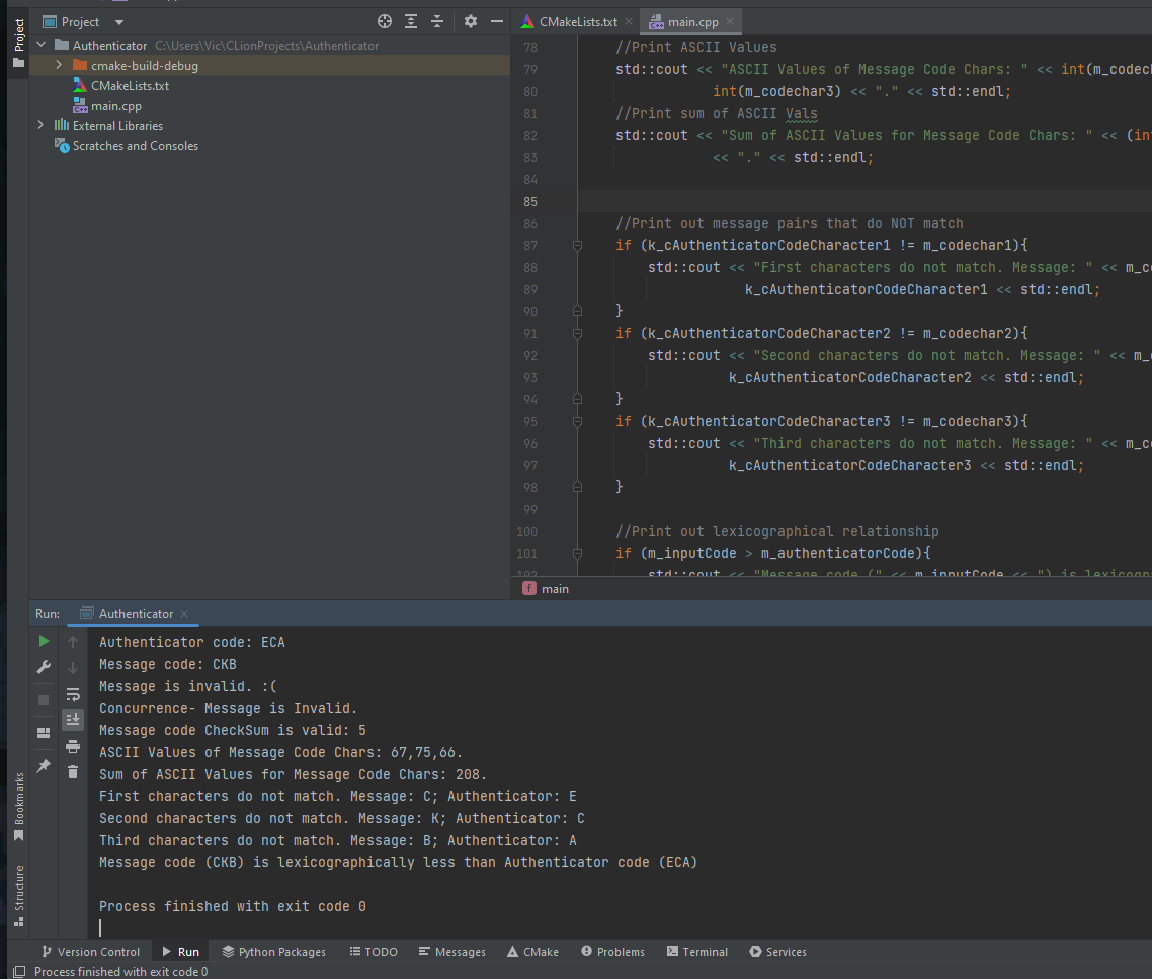 Project
Project
CMakeLists.txt
main.cpp
Authenticator C:\Users\Vic\CLionProjects\Authenticator
cmake-build-debug
CMakeLists.txt
main.cpp
External Libraries
Scratches and Consoles
78 //Print ASCII Values
79 std::cout << "ASCII Values of Message Code Chars: " << int(m_codech
80 int(m_codechar3) << "." << std::endl;
81 //Print sum of ASCII Vals
82 std::cout << "Sum of ASCII Values for Message Code Chars: " << (int
83 << "." << std::endl;
84
85
86 //Print out message pairs that do NOT match
87 if (k_cAuthenticatorCodeCharacter1 != m_codechar1){
88 std::cout << "First characters do not match. Message: " << m_co
89 k_cAuthenticatorCodeCharacter1 << std::endl;
90 }
91 if (k_cAuthenticatorCodeCharacter2 != m_codechar2){
92 std::cout << "Second characters do not match. Message: " << m_c
93 k_cAuthenticatorCodeCharacter2 << std::endl;
94 }
95 if (k_cAuthenticatorCodeCharacter3 != m_codechar3){
96 std::cout << "Third characters do not match. Message: " << m_co
97 k_cAuthenticatorCodeCharacter3 << std::endl;
98 }
99
100 //Print out lexicographical relationship
101 if (m_inputCode > m_authenticatorCode){
102 std::cout << "Message code (" << m_inputCode << ") is lexicogra
f main
Run: Authenticator
Authenticator code: ECA
Message code: CKB
Message is invalid. :(
Concurrence- Message is Invalid.
Message code CheckSum is valid: 5
ASCII Values of Message Code Chars: 67,75,66.
Sum of ASCII Values for Message Code Chars: 208.
First characters do not match. Message: C; Authenticator: E
Second characters do not match. Message: K; Authenticator: C
Third characters do not match. Message: B; Authenticator: A
Message code (CKB) is lexicographically less than Authenticator code (ECA)
Process finished with exit code 0
Bookmarks
Structure
Version Control
Run
Python Packages
TODO
Messages
CMake
Problems
Terminal
Services
Process finished with exit code 0